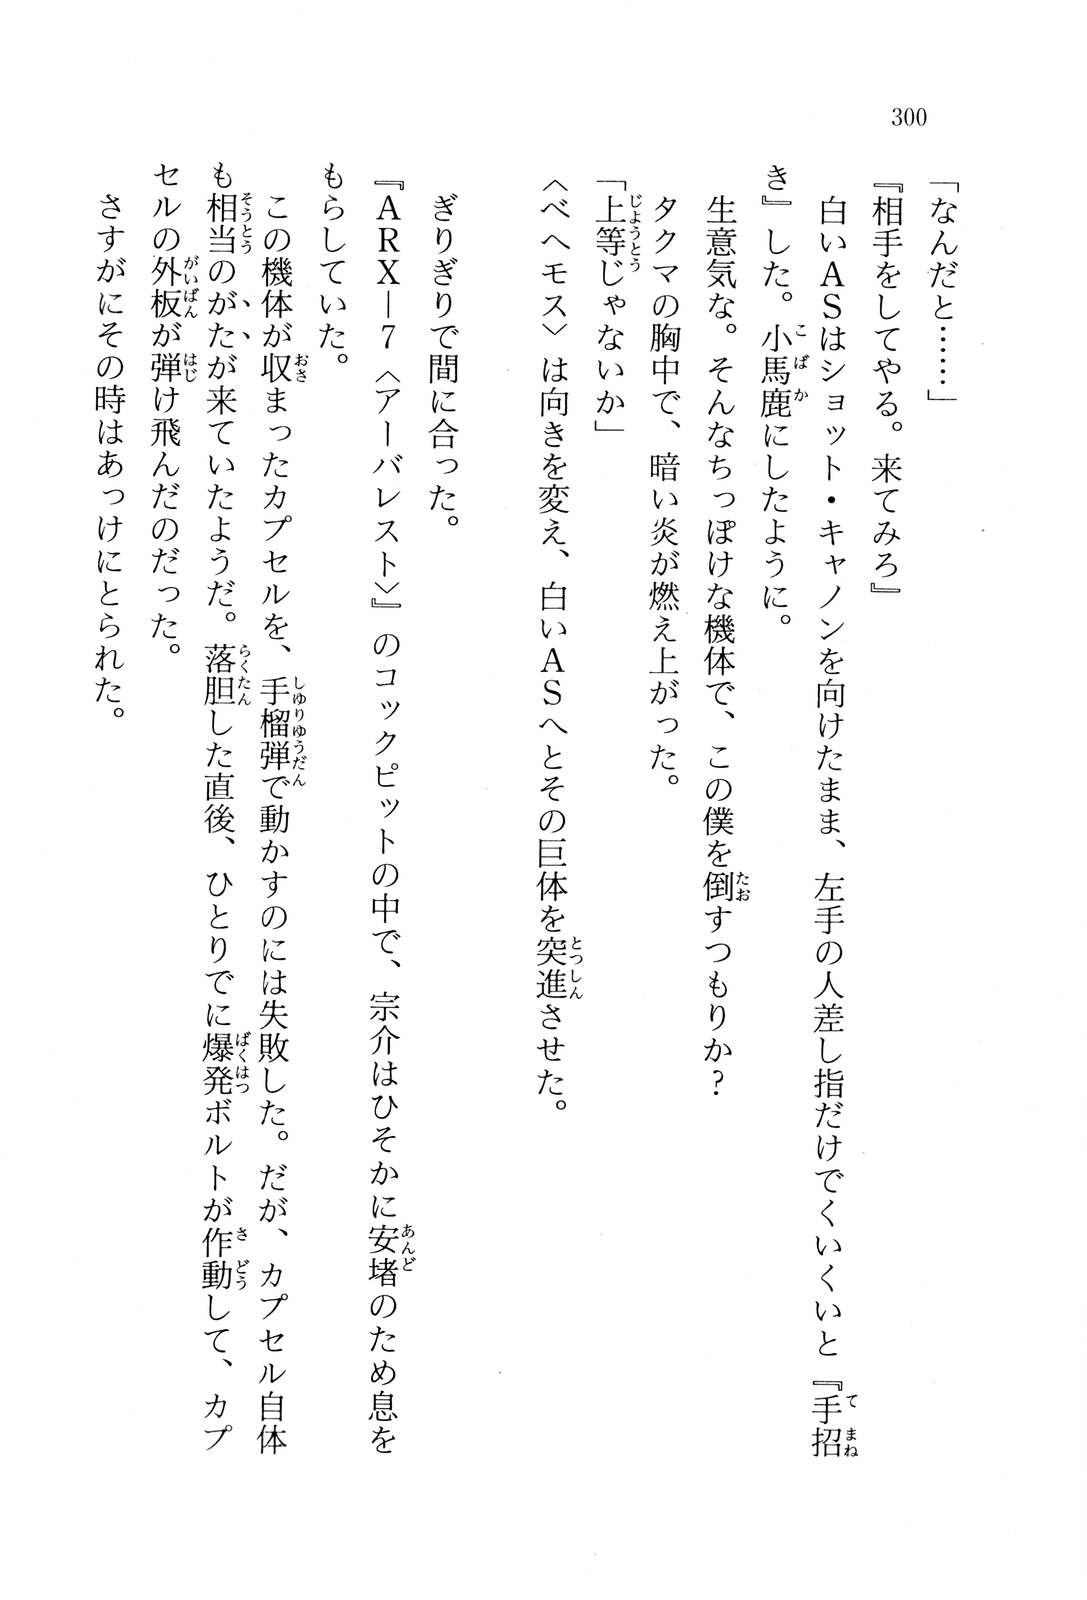 300
「なんだと……」
『相手をしてやる。来てみろ』
白いＡＳはショット・キャノンを向けたまま、左手の人差し指だけでくいくいと『手招
き』した。小馬鹿にしたように。
生意気な。そんなちっぽけな機体で、この僕を倒すつもりか？
タクマの胸中で、暗い炎が燃え上がった。
「上等じゃないか」
〈ベヘモス〉は向きを変え、白いＡＳへとその巨体を突進させた。
ぎりぎりで間に合った。
『ＡＲＸ―７〈アーバレスト〉』のコックピットの中で、宗介はひそかに安堵のため息を
もらしていた。
この機体が収まったカプセルを、手榴弾で動かすのには失敗した。だが、カプセル自体
も相当のがたが来ていたようだ。落胆した直後、ひとりでに爆発ボルトが作動して、カプ
セルの外板が弾け飛んだのだった。
さすがにその時はあっけにとられた。